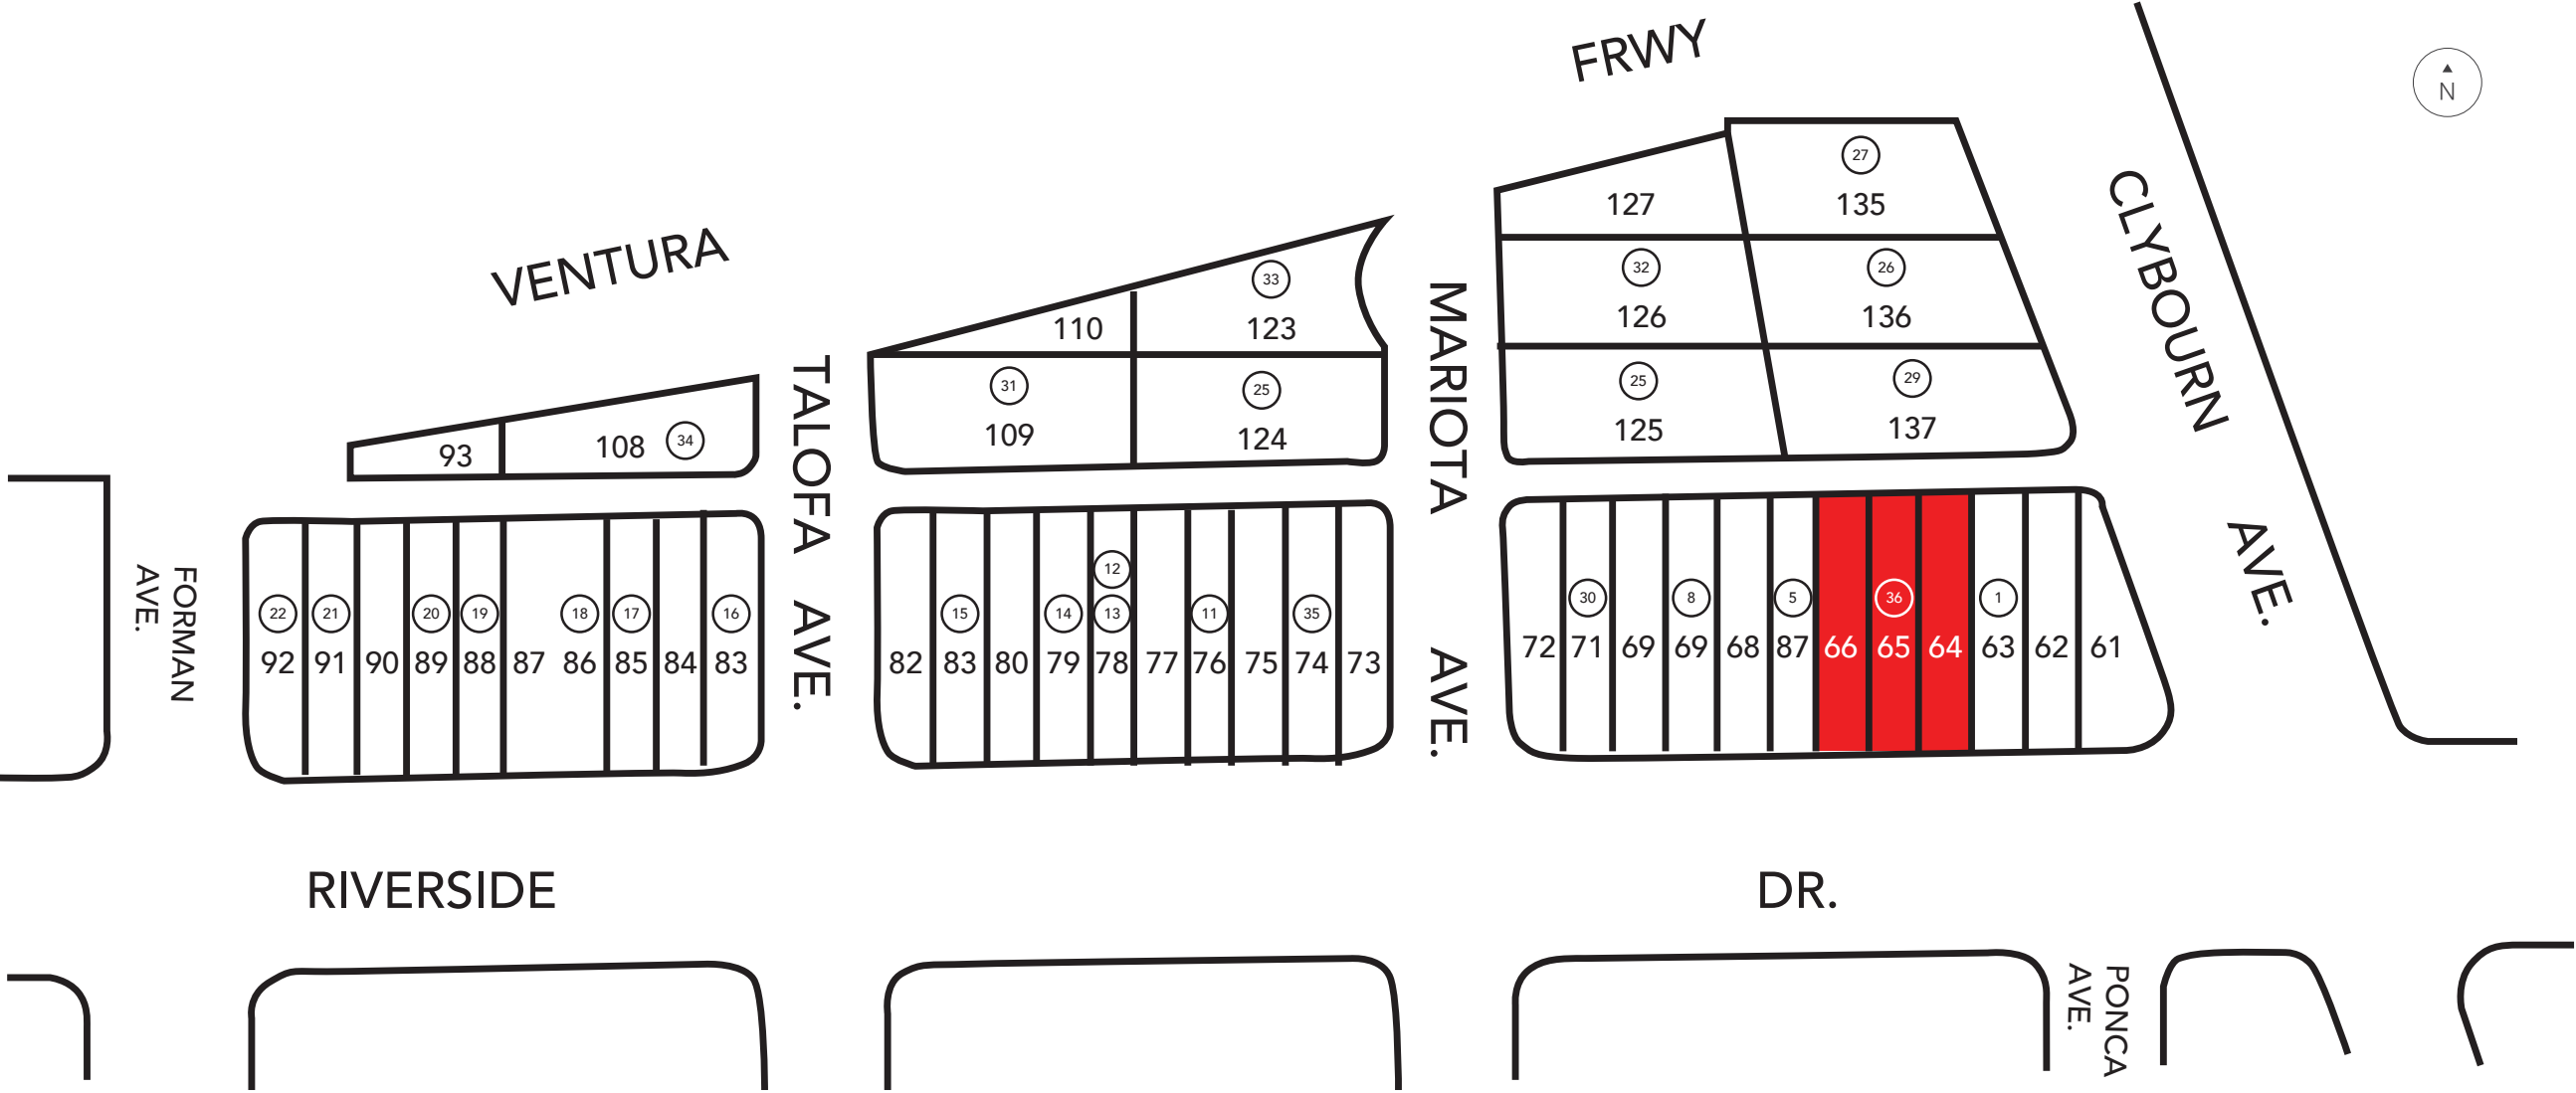 FRWY
N
VENTURA
CLYBOURN AVE.
TALOFA AVE.
MARIOTA AVE.
FORMAN
AVE.
27
127 135
32 26
126 136
25 29
125 137
33
110 123
31 25
109 124
93 108 34
22 21 20 19 18 17 16
92 91 90 89 88 87 86 85 84 83
12
15 14 13 11 35
82 83 80 79 78 77 76 75 74 73
30 8 5 36 1
72 71 69 69 68 87 66 65 64 63 62 61
RIVERSIDE DR.
PONCA
AVE.